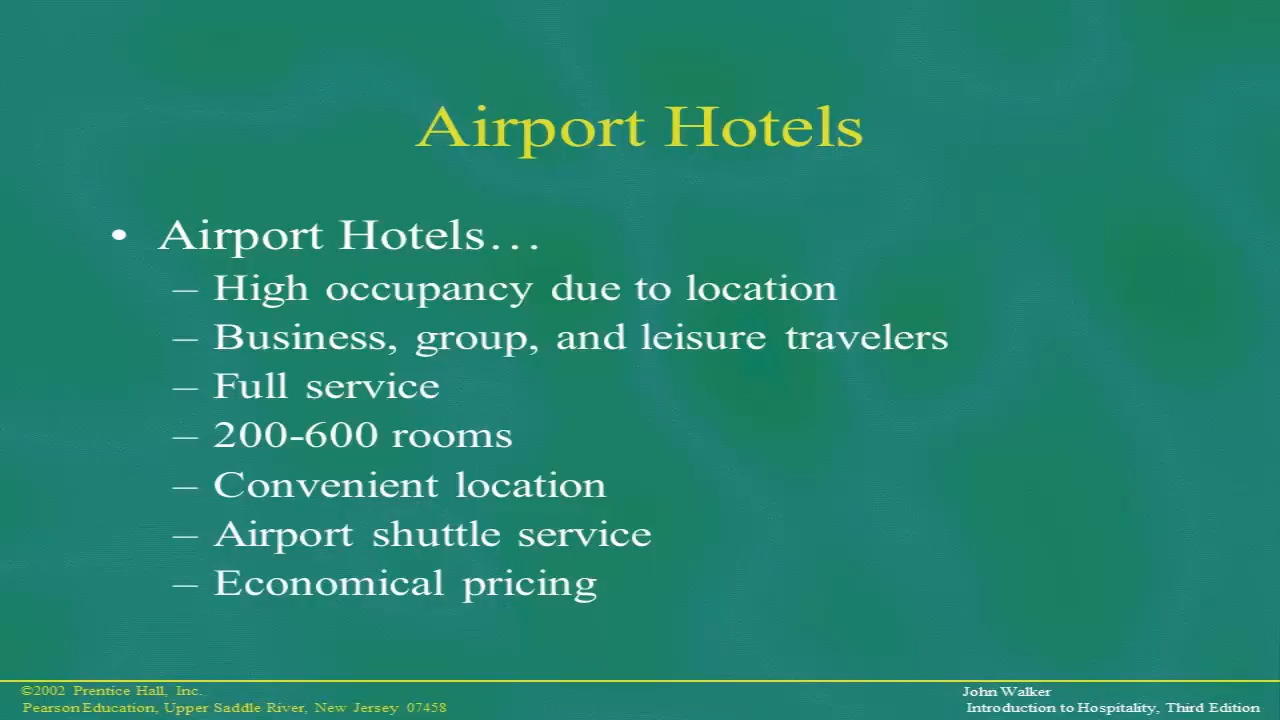 Airport Hotels
• Airport Hotels…
– High occupancy due to location
– Business, group, and leisure travelers
– Full service
– 200-600 rooms
– Convenient location
– Airport shuttle service
– Economical pricing
©2002 Prentice Hall, Inc.
Pearson Education, Upper Saddle River, New Jersey 07458
John Walker
Introduction to Hospitality, Third Edition